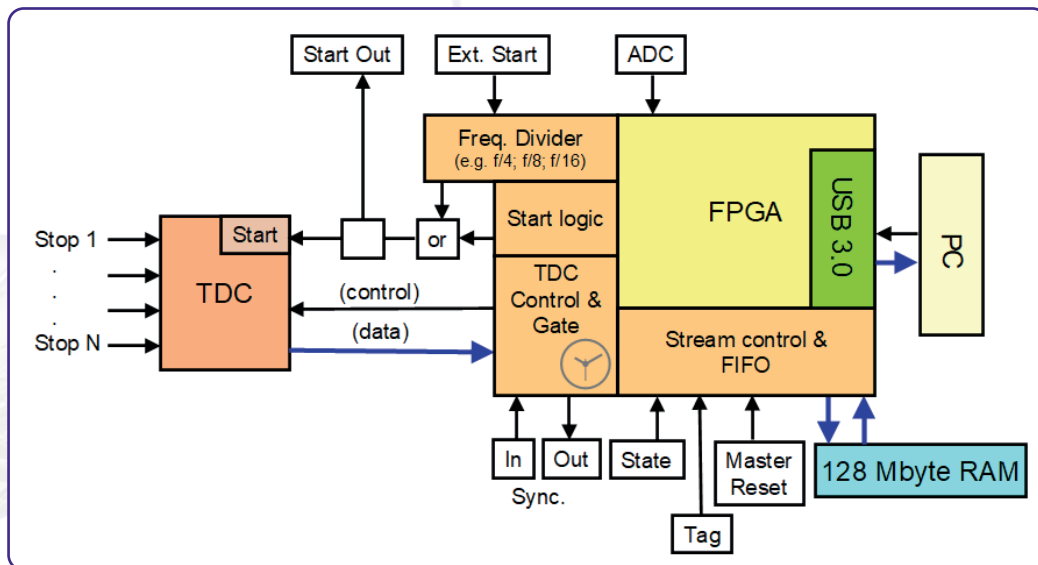 Start Out
Ext. Start
ADC
Freq. Divider
(e.g. f/4; f/8; f/16)
Start logic
or
Start
TDC
Stop 1
.
.
.
Stop N
(control)
(data)
TDC
Control &
Gate
FPGA
USB 3.0
PC
Stream control &
FIFO
In
Out
Sync.
State
Tag
Master
Reset
128 Mbyte RAM